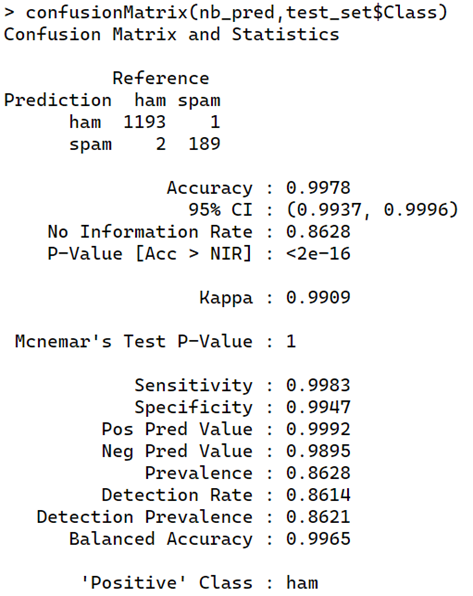 > confusionMatrix(nb_pred,test_set$Class)
Confusion Matrix and Statistics
Reference
Prediction ham spam
ham 1193 1
spam 2 189
Accuracy : 0.9978
95% CI : (0.9937, 0.9996)
No Information Rate : 0.8628
P-Value [Acc > NIR] : <2e-16
Kappa : 0.9909
Mcnemar's Test P-Value : 1
Sensitivity : 0.9983
Specificity : 0.9947
Pos Pred Value : 0.9992
Neg Pred Value : 0.9895
Prevalence : 0.8628
Detection Rate : 0.8614
Detection Prevalence : 0.8621
Balanced Accuracy : 0.9965
'Positive' Class : ham